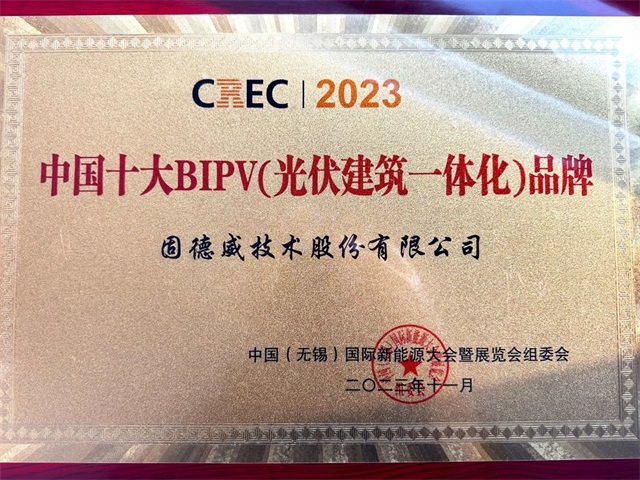 CREC | 2023
中国十大BIPV(光伏建筑一体化)品牌
固德威技术股份有限公司
中国（无锡）国际新能源大会暨展览会组委会
二〇二三年十一月